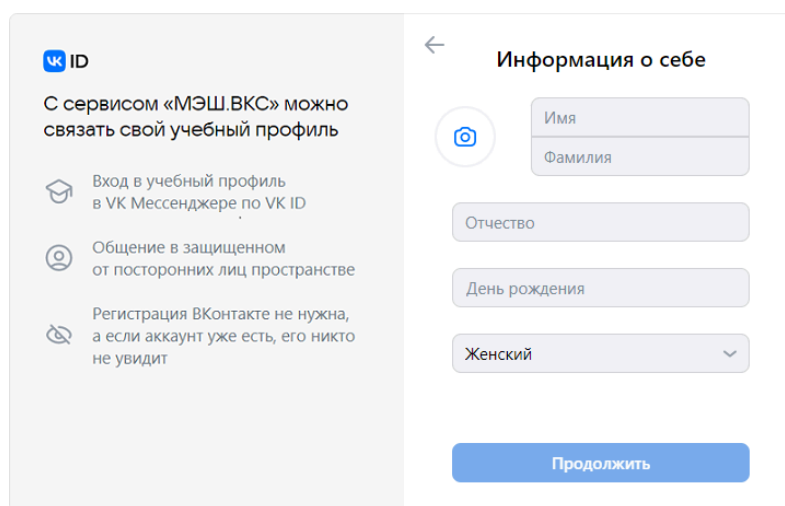 VK ID
С сервисом «МЭШ.ВКС» можно
связать свой учебный профиль
Вход в учебный профиль
в VK Мессенджере по VK ID
Общение в защищенном
от посторонних лиц пространстве
Регистрация ВКонтакте не нужна,
а если аккаунт уже есть, его никто
не увидит
Информация о себе
Имя
Фамилия
Отчество
День рождения
Женский
Продолжить